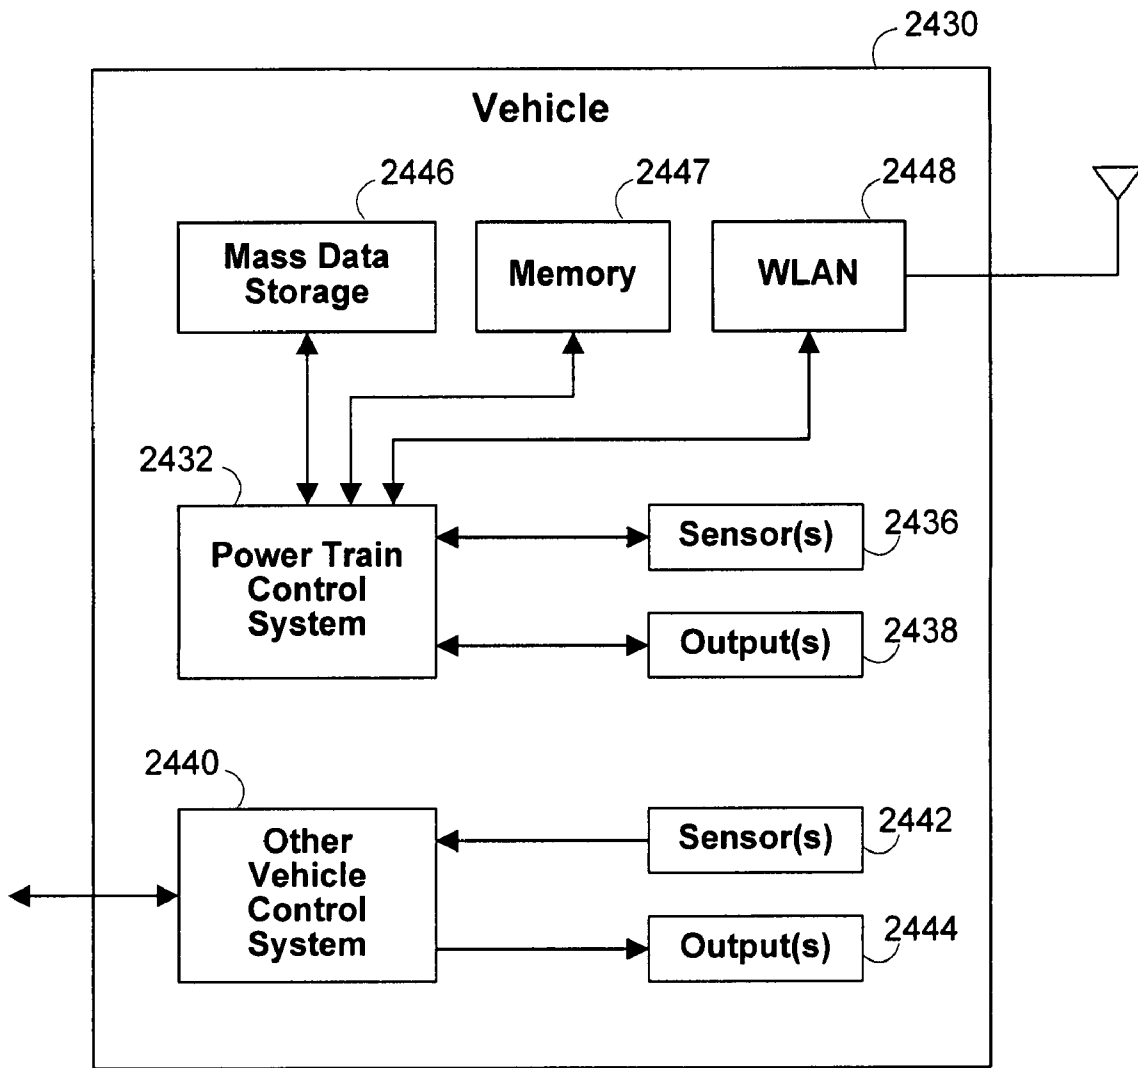 2430
Vehicle
2446
2447
2448
Mass Data
Storage
Memory
WLAN
2432
Power Train
Control
System
Sensor(s)
2436
Output(s)
2438
2440
Other
Vehicle
Control
System
Sensor(s)
2442
Output(s)
2444